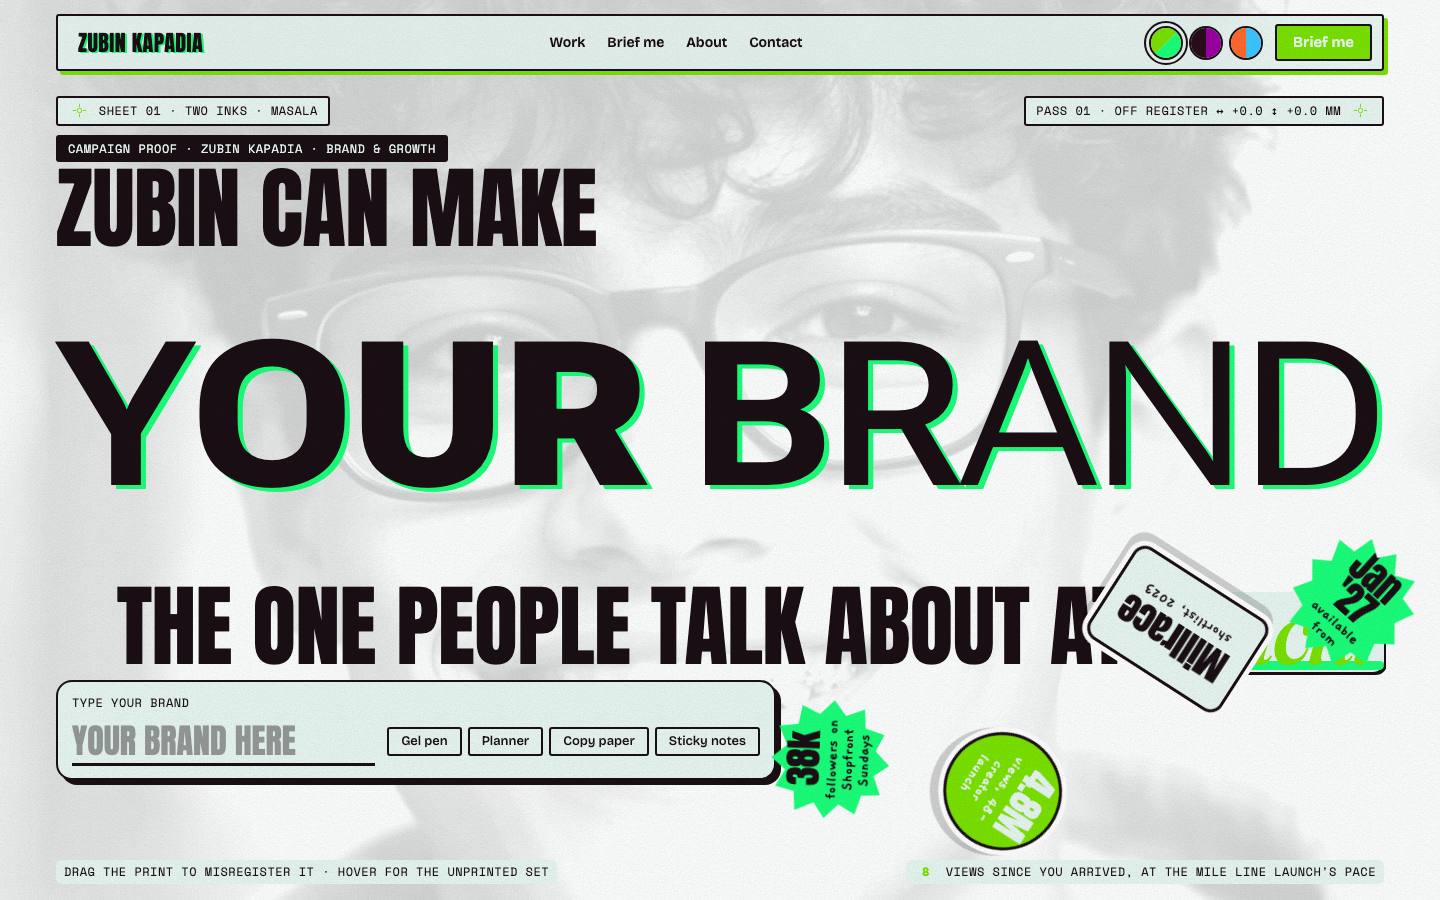 ZUBIN KAPADIA
Work Brief me About Contact
Brief me
SHEET 01 · TWO INKS · MASALA
PASS 01 · OFF REGISTER ↔ +0.0 ↕ +0.0 MM
CAMPAIGN PROOF · ZUBIN KAPADIA · BRAND & GROWTH
ZUBIN CAN MAKE
YOUR BRAND
THE ONE PEOPLE TALK ABOUT
Millrace
shortlist, 2023
Jan
'27
available
from
TYPE YOUR BRAND
YOUR BRAND HERE
Gel pen Planner Copy paper Sticky notes
38k
followers on
Shopfront
Sundays
4.8M
views, 48-
creator
launch
DRAG THE PRINT TO MISREGISTER IT · HOVER FOR THE UNPRINTED SET
8 VIEWS SINCE YOU ARRIVED, AT THE MILE LINE LAUNCH'S PACE